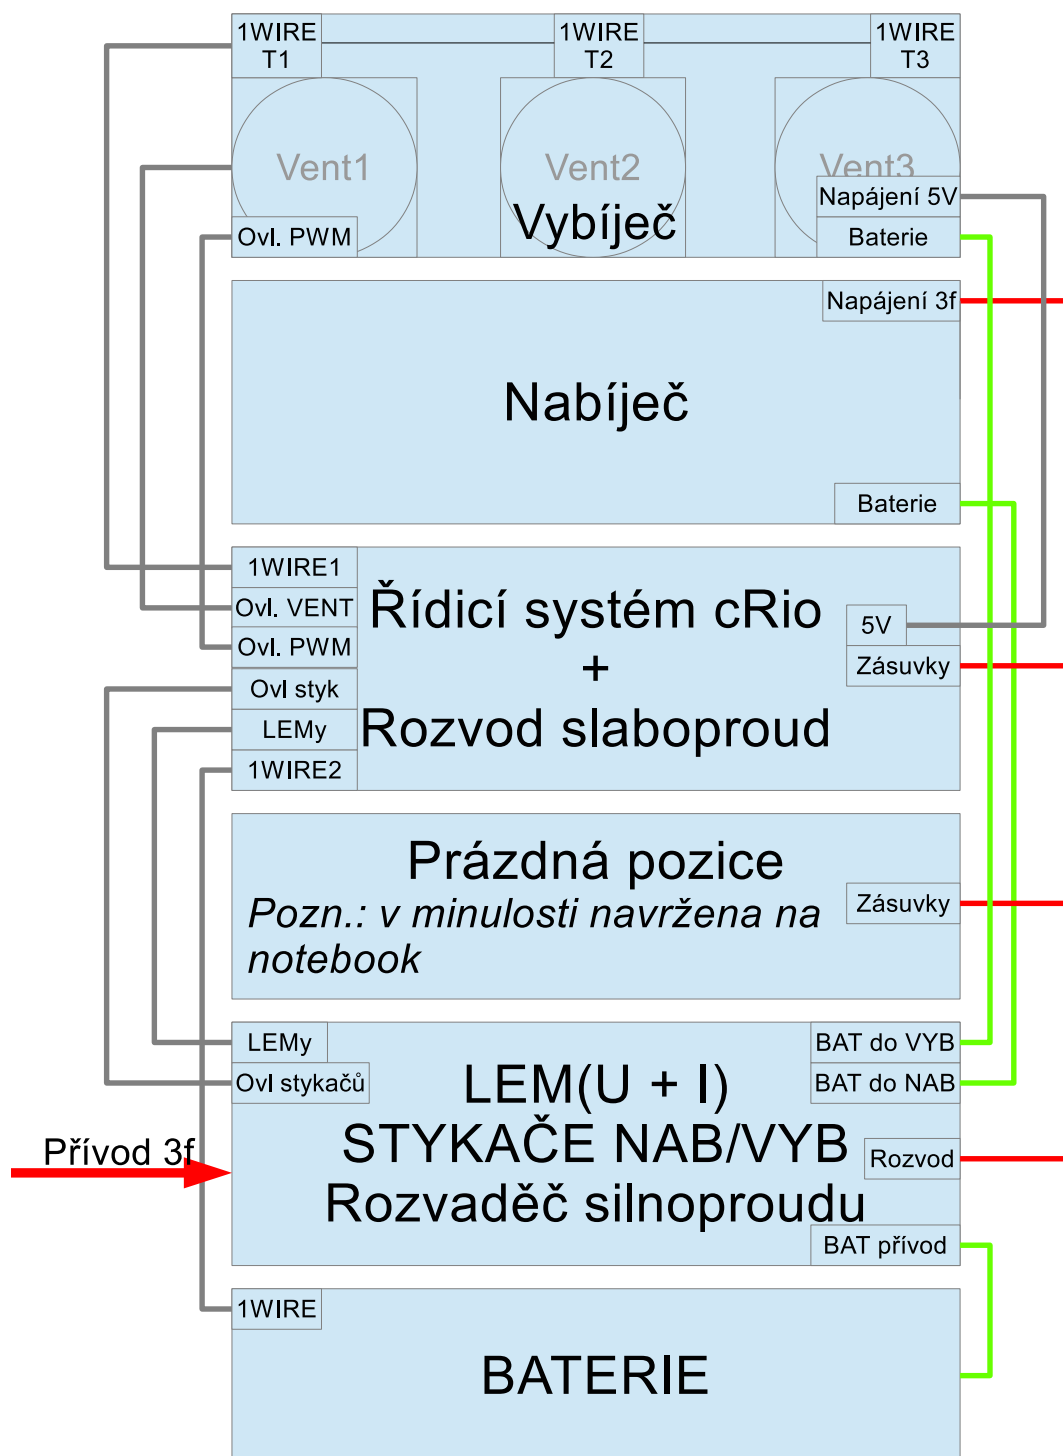 1WIRE
T1
1WIRE
T2
1WIRE
T3
Vent1
Vent2
Vent3
Napájení 5V
Ovl. PWM
Vybíječ
Baterie
Napájení 3f
Nabíječ
Baterie
1WIRE1
Ovl. VENT
Ovl. PWM
Ovl styk
LEMy
1WIRE2
Řídicí systém cRio
+
Rozvod slaboproud
5V
Zásuvky
Prázdná pozice
Pozn.: v minulosti navržena na
notebook
Zásuvky
LEMy
Ovl stykačů
BAT do VYB
BAT do NAB
LEM(U + I)
STYKAČE NAB/VYB
Rozvaděč silnoproudu
Přívod 3f
Rozvod
BAT přívod
1WIRE
BATERIE